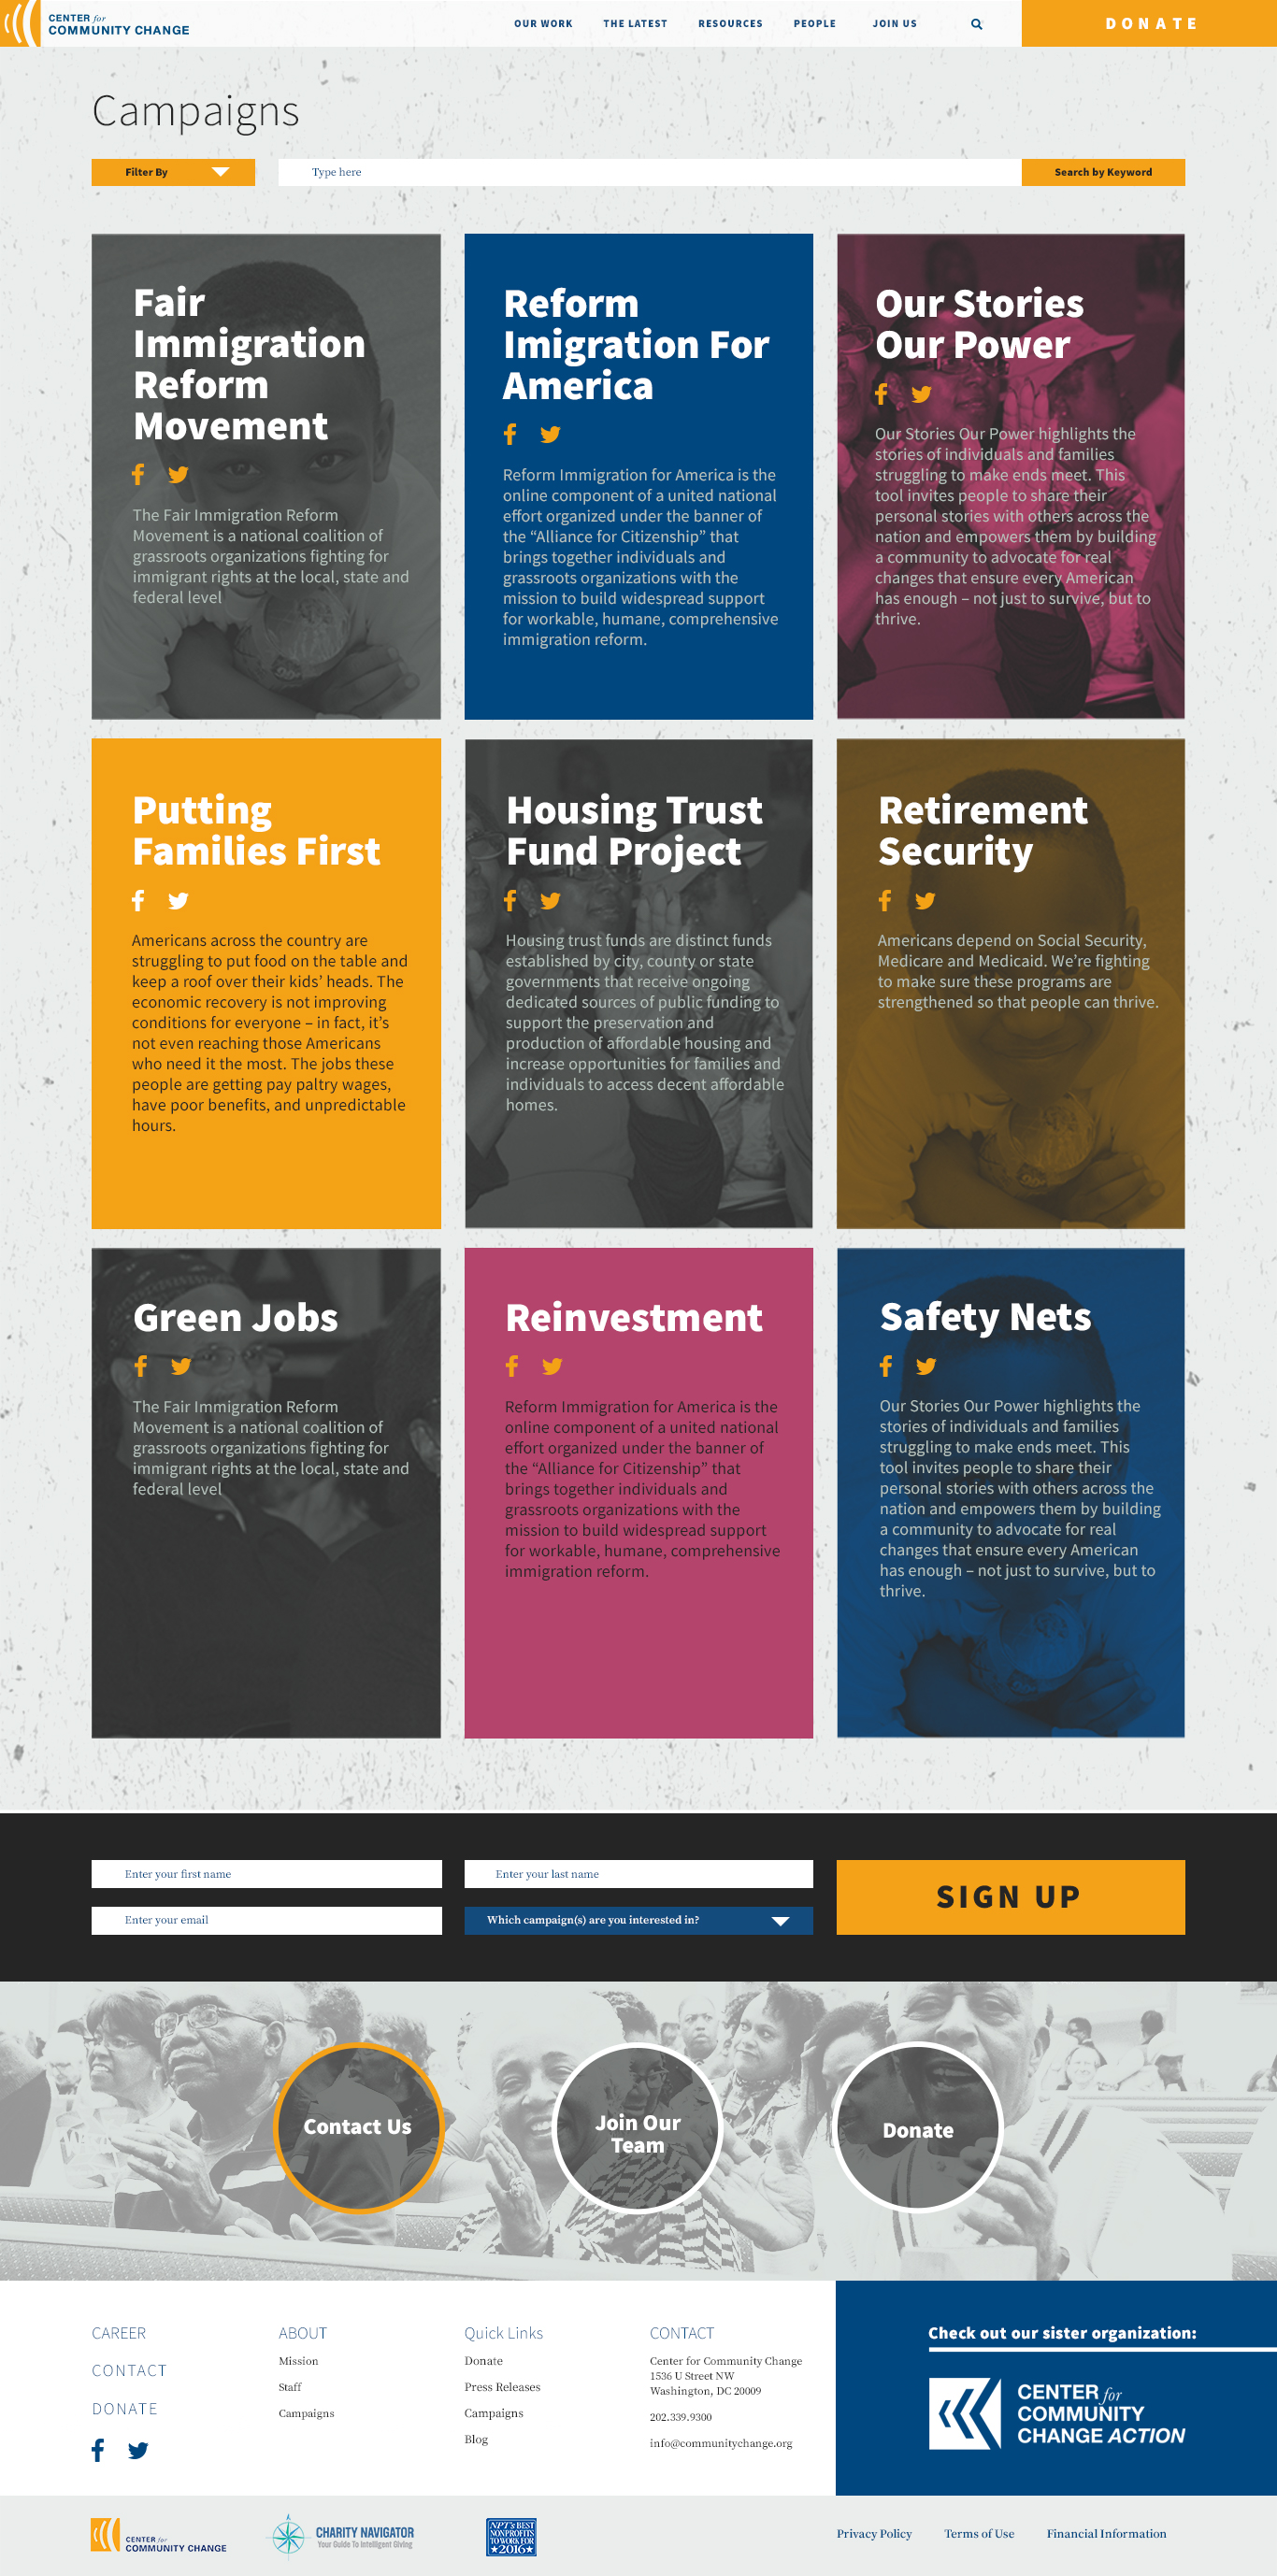 CENTER for
COMMUNITY CHANGE
OUR WORK
THE LATEST
RESOURCES
PEOPLE
JOIN US
DONATE
Campaigns
Filter By
Type here
Search by Keyword
Fair
Immigration
Reform
Movement
The Fair Immigration Reform
Movement is a national coalition of
grassroots organizations fighting for
immigrant rights at the local, state and
federal level
Reform
Imigration For
America
Reform Immigration for America is the
online component of a united national
effort organized under the banner of
the “Alliance for Citizenship” that
brings together individuals and
grassroots organizations with the
mission to build widespread support
for workable, humane, comprehensive
immigration reform.
Our Stories
Our Power
Our Stories Our Power highlights the
stories of individuals and families
struggling to make ends meet. This
tool invites people to share their
personal stories with others across the
nation and empowers them by building
a community to advocate for real
changes that ensure every American
has enough – not just to survive, but to
thrive.
Putting
Families First
Americans across the country are
struggling to put food on the table and
keep a roof over their kids’ heads. The
economic recovery is not improving
conditions for everyone – in fact, it’s
not even reaching those Americans
who need it the most. The jobs these
people are getting pay paltry wages,
have poor benefits, and unpredictable
hours.
Housing Trust
Fund Project
Housing trust funds are distinct funds
established by city, county or state
governments that receive ongoing
dedicated sources of public funding to
support the preservation and
production of affordable housing and
increase opportunities for families and
individuals to access decent affordable
homes.
Retirement
Security
Americans depend on Social Security,
Medicare and Medicaid. We’re fighting
to make sure these programs are
strengthened so that people can thrive.
Green Jobs
The Fair Immigration Reform
Movement is a national coalition of
grassroots organizations fighting for
immigrant rights at the local, state and
federal level
Reinvestment
Reform Immigration for America is the
online component of a united national
effort organized under the banner of
the “Alliance for Citizenship” that
brings together individuals and
grassroots organizations with the
mission to build widespread support
for workable, humane, comprehensive
immigration reform.
Safety Nets
Our Stories Our Power highlights the
stories of individuals and families
struggling to make ends meet. This
tool invites people to share their
personal stories with others across the
nation and empowers them by building
a community to advocate for real
changes that ensure every American
has enough – not just to survive, but to
thrive.
Enter your first name
Enter your last name
Enter your email
Which campaign(s) are you interested in?
SIGN UP
Contact Us
Join Our
Team
Donate
CAREER
CONTACT
DONATE
ABOUT
Mission
Staff
Campaigns
Quick Links
Donate
Press Releases
Campaigns
Blog
CONTACT
Center for Community Change
1536 U Street NW
Washington, DC 20009
202.339.9300
info@communitychange.org
Check out our sister organization:
CENTER for
COMMUNITY
CHANGE ACTION
CENTER for
COMMUNITY CHANGE
CHARITY NAVIGATOR
Your Guide To Intelligent Giving
NPT's BEST
NONPROFITS
TO WORK FOR
2016
Privacy Policy
Terms of Use
Financial Information